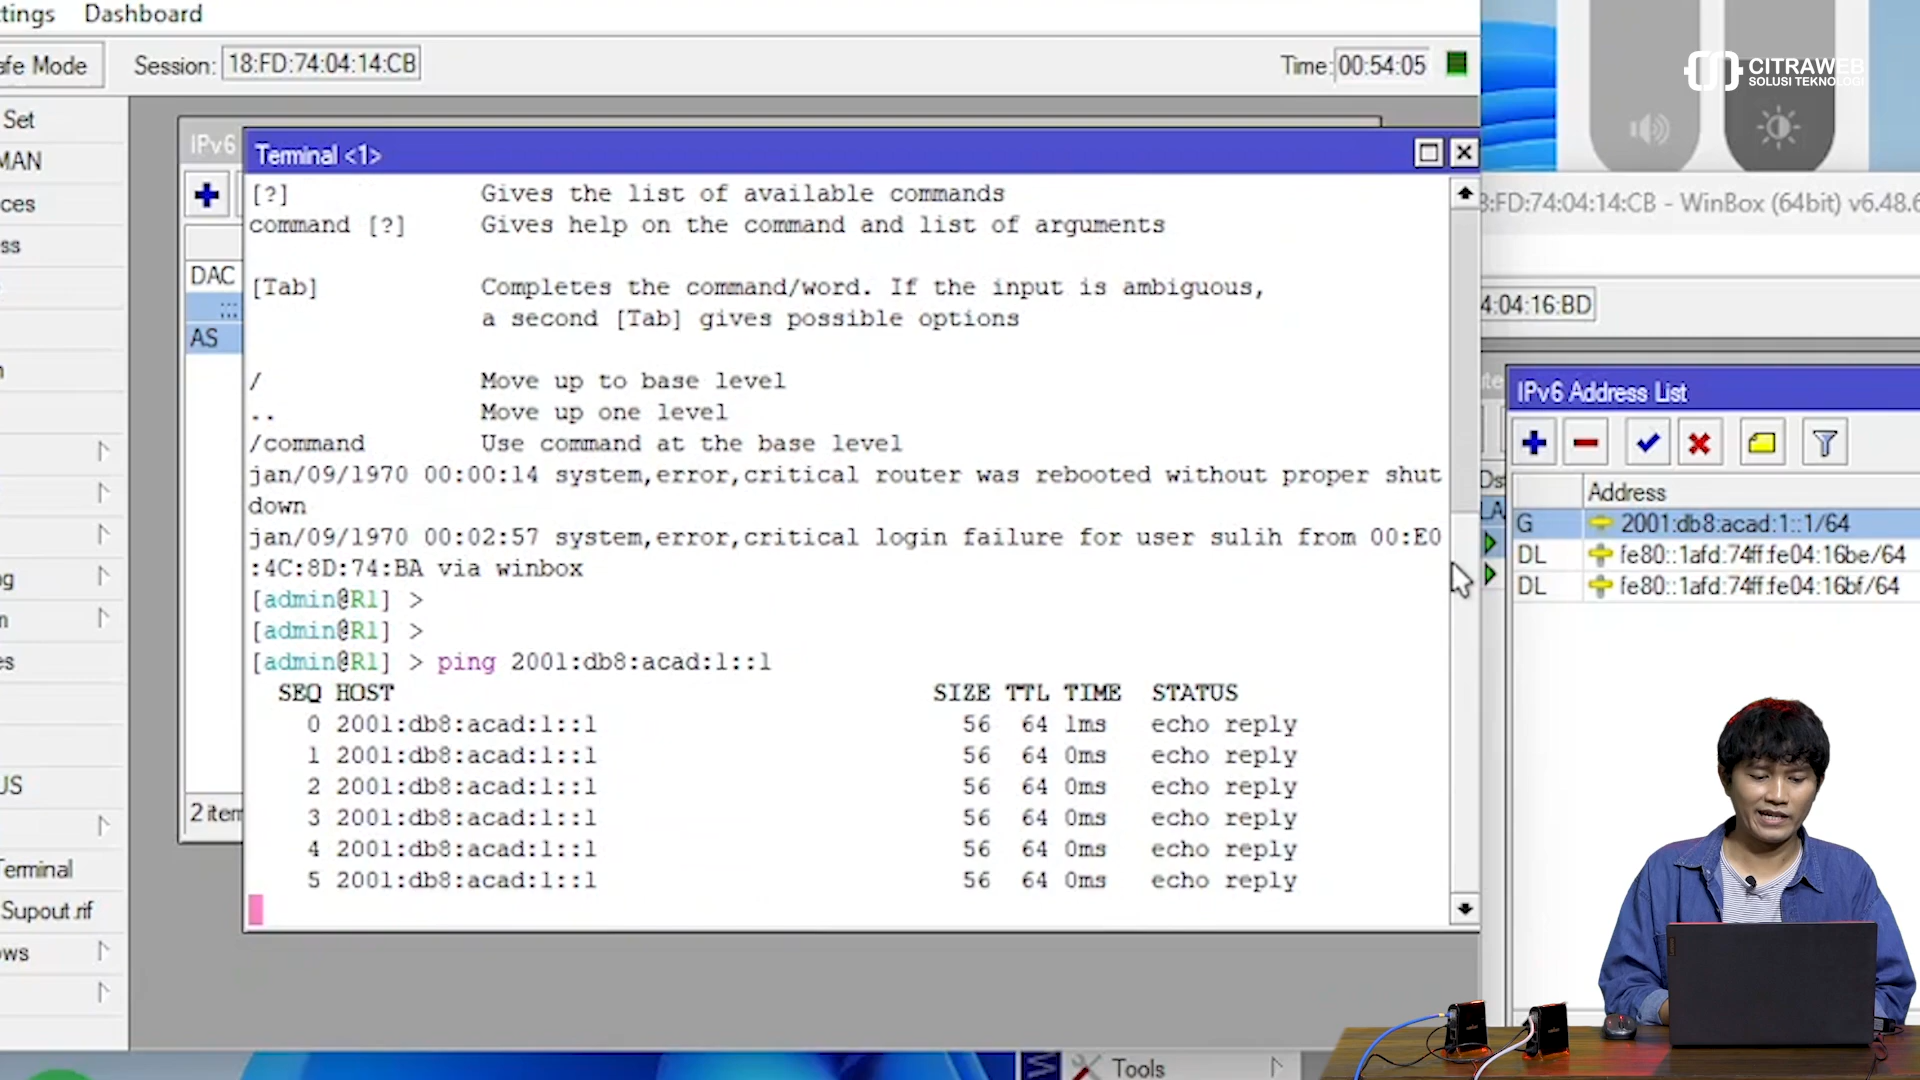 ttings Dashboard
afe Mode Session: 18:FD:74:04:14:CB Time: 00:54:05
CITRAWEB
SOLUSI TEKNOLOGI
Set
MAN
ces
ss
n
g
n
es
US
Terminal
Supout.rif
ws
IPv6
DAC
:::
AS
2 item
Terminal <1>
[?] Gives the list of available commands
command [?] Gives help on the command and list of arguments
[Tab] Completes the command/word. If the input is ambiguous,
a second [Tab] gives possible options
/ Move up to base level
.. Move up one level
/command Use command at the base level
jan/09/1970 00:00:14 system,error,critical router was rebooted without proper shut
down
jan/09/1970 00:02:57 system,error,critical login failure for user sulih from 00:E0
:4C:8D:74:BA via winbox
[admin@R1] >
[admin@R1] >
[admin@R1] > ping 2001:db8:acad:1::1
SEQ HOST SIZE TTL TIME STATUS
0 2001:db8:acad:1::1 56 64 1ms echo reply
1 2001:db8:acad:1::1 56 64 0ms echo reply
2 2001:db8:acad:1::1 56 64 0ms echo reply
3 2001:db8:acad:1::1 56 64 0ms echo reply
4 2001:db8:acad:1::1 56 64 0ms echo reply
5 2001:db8:acad:1::1 56 64 0ms echo reply
8:FD:74:04:14:CB - WinBox (64bit) v6.48.6
4:04:16:BD
IPv6 Address List
Address
G 2001:db8:acad:1::1/64
DL fe80::1afd:74ff:fe04:16be/64
DL fe80::1afd:74ff:fe04:16bf/64
Tools